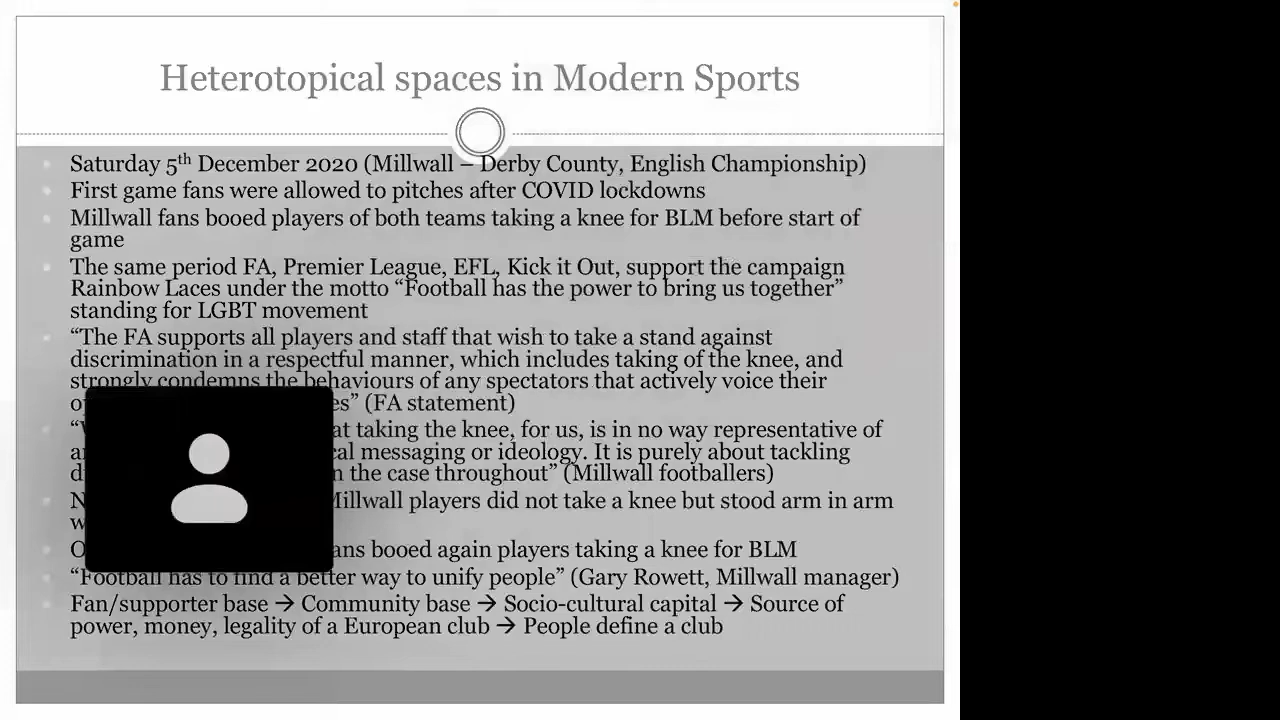 Heterotopical spaces in Modern Sports
Saturday 5th December 2020 (Millwall – Derby County, English Championship)
First game fans were allowed to pitches after COVID lockdowns
Millwall fans booed players of both teams taking a knee for BLM before start of
game
The same period FA, Premier League, EFL, Kick it Out, support the campaign
Rainbow Laces under the motto “Football has the power to bring us together”
standing for LGBT movement
“The FA supports all players and staff that wish to take a stand against
discrimination in a respectful manner, which includes taking of the knee, and
strongly condemns the behaviours of any spectators that actively voice their
(FA statement)
taking the knee, for us, is in no way representative of
messaging or ideology. It is purely about tackling
the case throughout” (Millwall footballers)
Millwall players did not take a knee but stood arm in arm
booed again players taking a knee for BLM
“Football has to find a better way to unify people” (Gary Rowett, Millwall manager)
Fan/supporter base → Community base → Socio-cultural capital → Source of
power, money, legality of a European club → People define a club